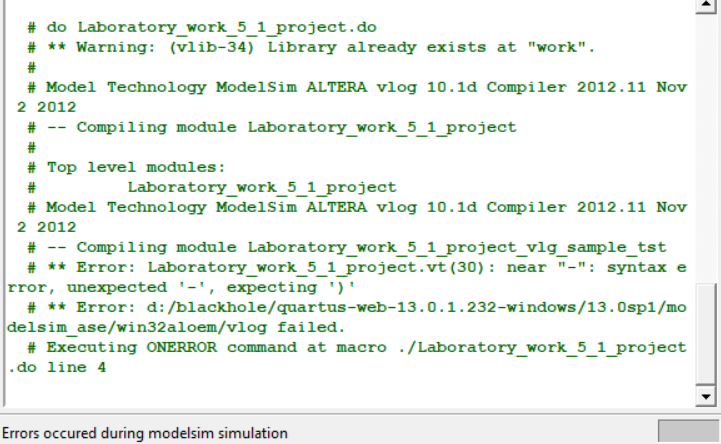 # do Laboratory_work_5_1_project.do
# ** Warning: (vlib-34) Library already exists at "work".
#
# Model Technology ModelSim ALTERA vlog 10.1d Compiler 2012.11 Nov
2 2012
# -- Compiling module Laboratory_work_5_1_project
#
# Top level modules:
# Laboratory_work_5_1_project
# Model Technology ModelSim ALTERA vlog 10.1d Compiler 2012.11 Nov
2 2012
# -- Compiling module Laboratory_work_5_1_project_vlg_sample_tst
# ** Error: Laboratory_work_5_1_project.vt(30): near "-": syntax e
rror, unexpected '-', expecting ')'
# ** Error: d:/blackhole/quartus-web-13.0.1.232-windows/13.0sp1/mo
delsim_ase/win32aloem/vlog failed.
# Executing ONERROR command at macro ./Laboratory_work_5_1_project
.do line 4
Errors occured during modelsim simulation